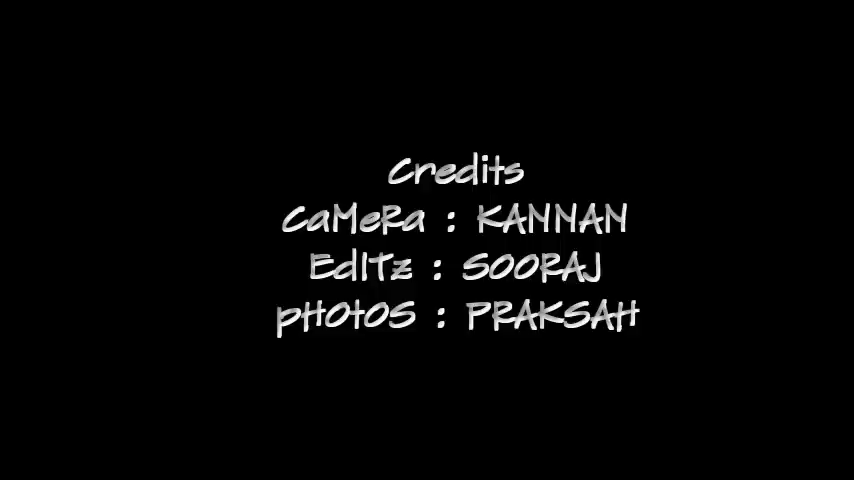 Credits
CaMeRa : KANNAN
EdITz : SOORAJ
pHOtOS : PRAKSAH